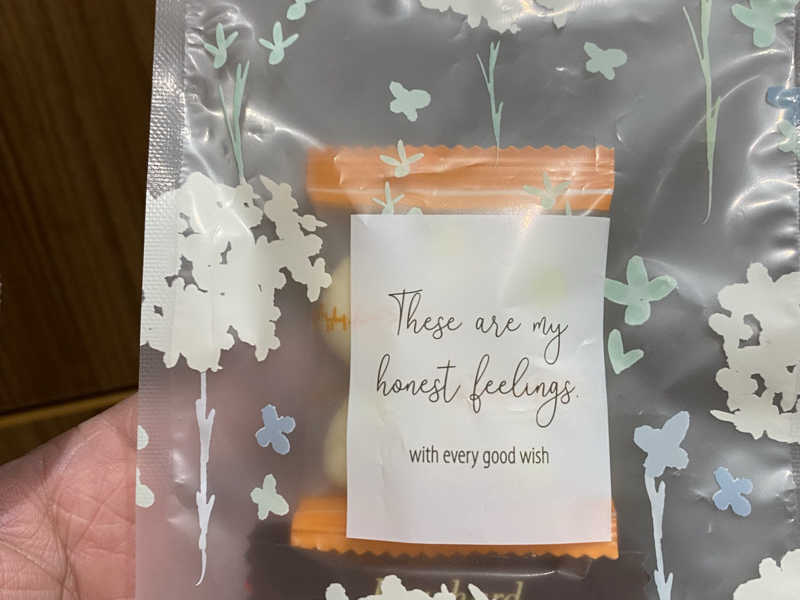 These are my
honest feelings.
with every good wish